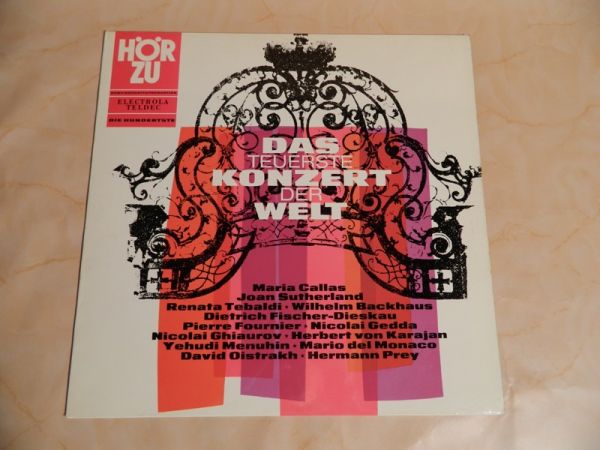 HÖR
ZU
GEMEINSCHAFTSPRODUKTION
ELECTROLA
TELDEC
DIE HUNDERTSTE
DAS
TEUERSTE
KONZERT
DER
WELT
Maria Callas
Joan Sutherland
Renata Tebaldi · Wilhelm Backhaus
Dietrich Fischer-Dieskau
Pierre Fournier · Nicolai Gedda
Nicolai Ghiaurov · Herbert von Karajan
Yehudi Menuhin · Mario del Monaco
David Oistrakh · Hermann Prey